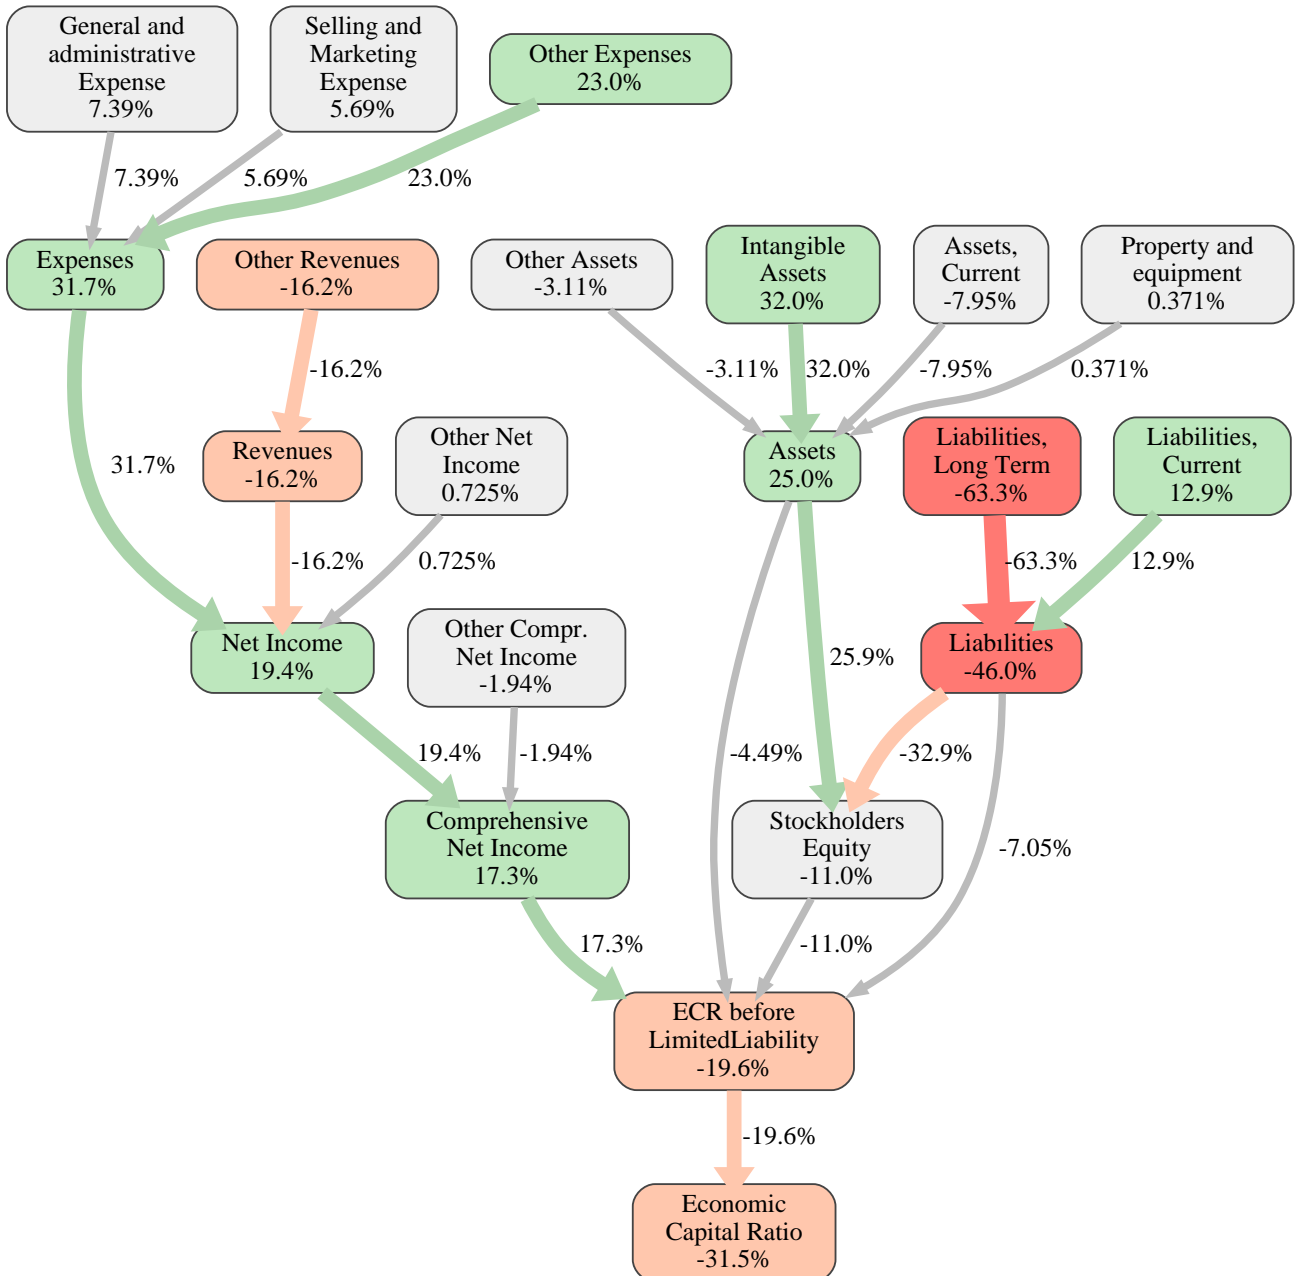 General and
administrative
Expense
7.39%
Selling and
Marketing
Expense
5.69%
Other Expenses
23.0%
7.39%
5.69%
23.0%
Expenses
31.7%
Other Revenues
-16.2%
Other Assets
-3.11%
Intangible
Assets
32.0%
Assets,
Current
-7.95%
Property and
equipment
0.371%
-16.2%
-3.11%
32.0%
-7.95%
0.371%
31.7%
Revenues
-16.2%
Other Net
Income
0.725%
Assets
25.0%
Liabilities,
Long Term
-63.3%
Liabilities,
Current
12.9%
-16.2%
0.725%
-63.3%
12.9%
Net Income
19.4%
Other Compr.
Net Income
-1.94%
25.9%
Liabilities
-46.0%
19.4%
-1.94%
-4.49%
-32.9%
Comprehensive
Net Income
17.3%
Stockholders
Equity
-11.0%
-7.05%
17.3%
-11.0%
ECR before
LimitedLiability
-19.6%
-19.6%
Economic
Capital Ratio
-31.5%